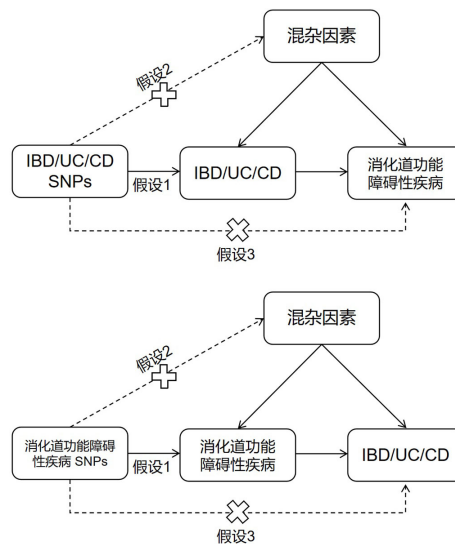 混杂因素
假设2
IBD/UC/CD
SNPs
假设1
IBD/UC/CD
消化道功能
障碍性疾病
假设3
混杂因素
假设2
消化道功能障碍
性疾病 SNPs
假设1
消化道功能
障碍性疾病
IBD/UC/CD
假设3